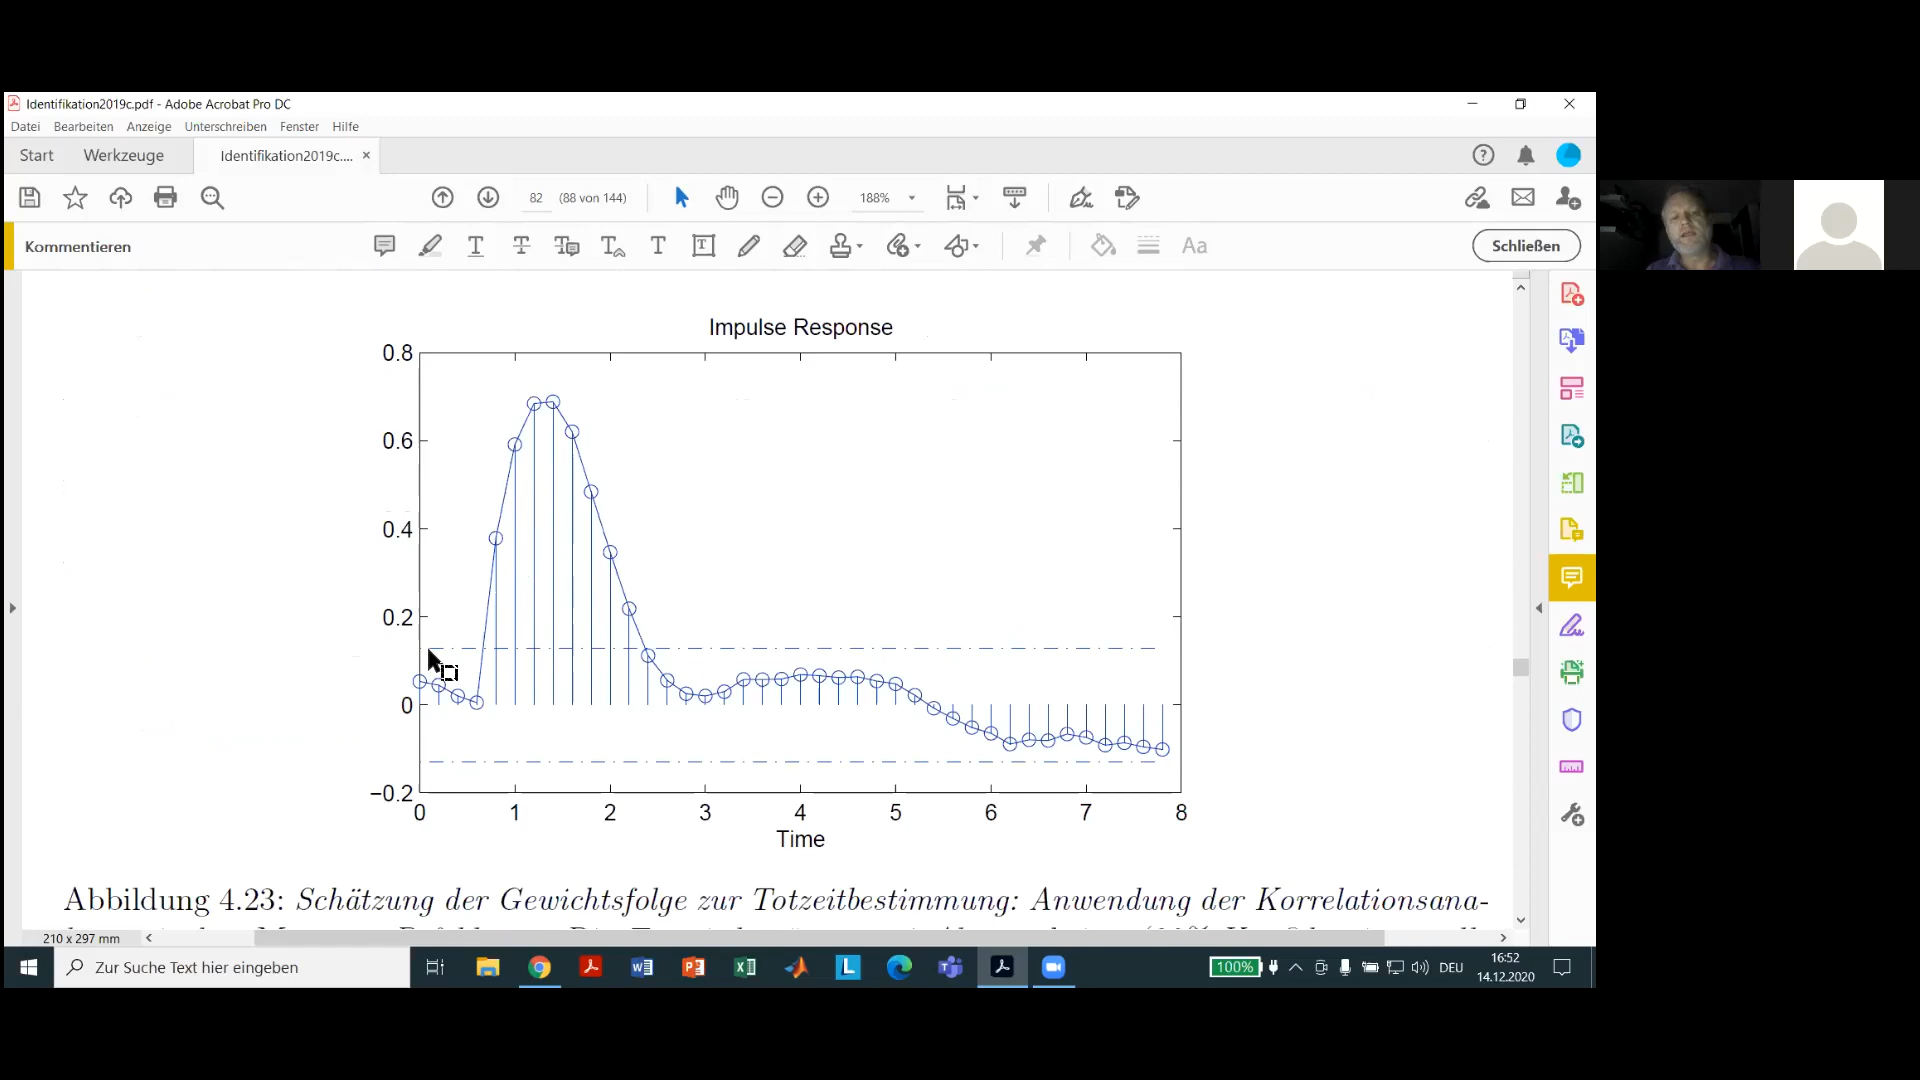 Identifikation2019c.pdf - Adobe Acrobat Pro DC
Datei Bearbeiten Anzeige Unterschreiben Fenster Hilfe
Start Werkzeuge Identifikation2019c.... ×
82 (88 von 144) 188%
Kommentieren Aa Schließen
Impulse Response
0.8
0.6
0.4
0.2
0
−0.2
0 1 2 3 4 5 6 7 8
Time
Abbildung 4.23: Schätzung der Gewichtsfolge zur Totzeitbestimmung: Anwendung der Korrelationsana-
210 x 297 mm
Zur Suche Text hier eingeben 100% DEU 16:52
14.12.2020